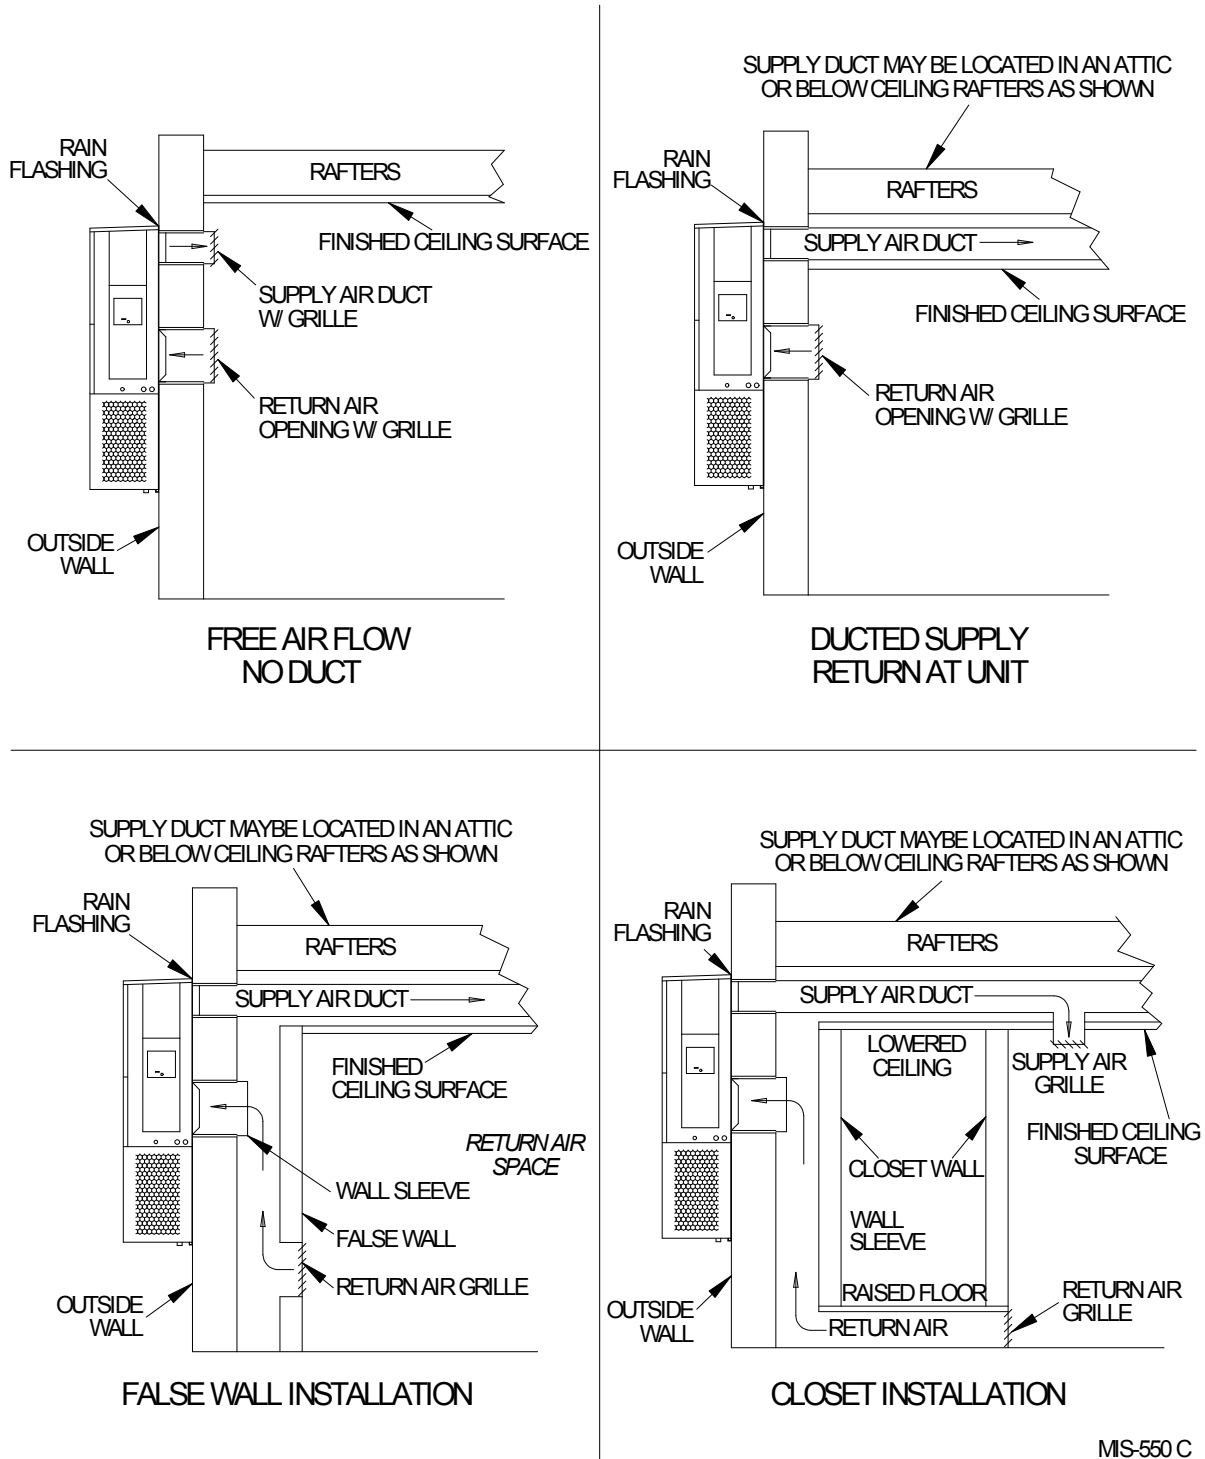 RAIN
FLASHING
RAFTERS
FINISHED CEILING SURFACE
SUPPLY AIR DUCT
W/ GRILLE
RETURN AIR
OPENING W/ GRILLE
OUTSIDE
WALL
FREE AIR FLOW
NO DUCT
SUPPLY DUCT MAY BE LOCATED IN AN ATTIC
OR BELOW CEILING RAFTERS AS SHOWN
RAIN
FLASHING
RAFTERS
SUPPLY AIR DUCT
FINISHED CEILING SURFACE
RETURN AIR
OPENING W/ GRILLE
OUTSIDE
WALL
DUCTED SUPPLY
RETURN AT UNIT
SUPPLY DUCT MAYBE LOCATED IN AN ATTIC
OR BELOW CEILING RAFTERS AS SHOWN
RAIN
FLASHING
RAFTERS
SUPPLY AIR DUCT
FINISHED
CEILING SURFACE
RETURN AIR
SPACE
WALL SLEEVE
FALSE WALL
RETURN AIR GRILLE
OUTSIDE
WALL
FALSE WALL INSTALLATION
SUPPLY DUCT MAYBE LOCATED IN AN ATTIC
OR BELOW CEILING RAFTERS AS SHOWN
RAIN
FLASHING
RAFTERS
SUPPLY AIR DUCT
LOWERED
CEILING
SUPPLY AIR
GRILLE
FINISHED CEILING
SURFACE
CLOSET WALL
WALL
SLEEVE
RAISED FLOOR
RETURN AIR
GRILLE
RETURN AIR
OUTSIDE
WALL
CLOSET INSTALLATION
MIS-550 C